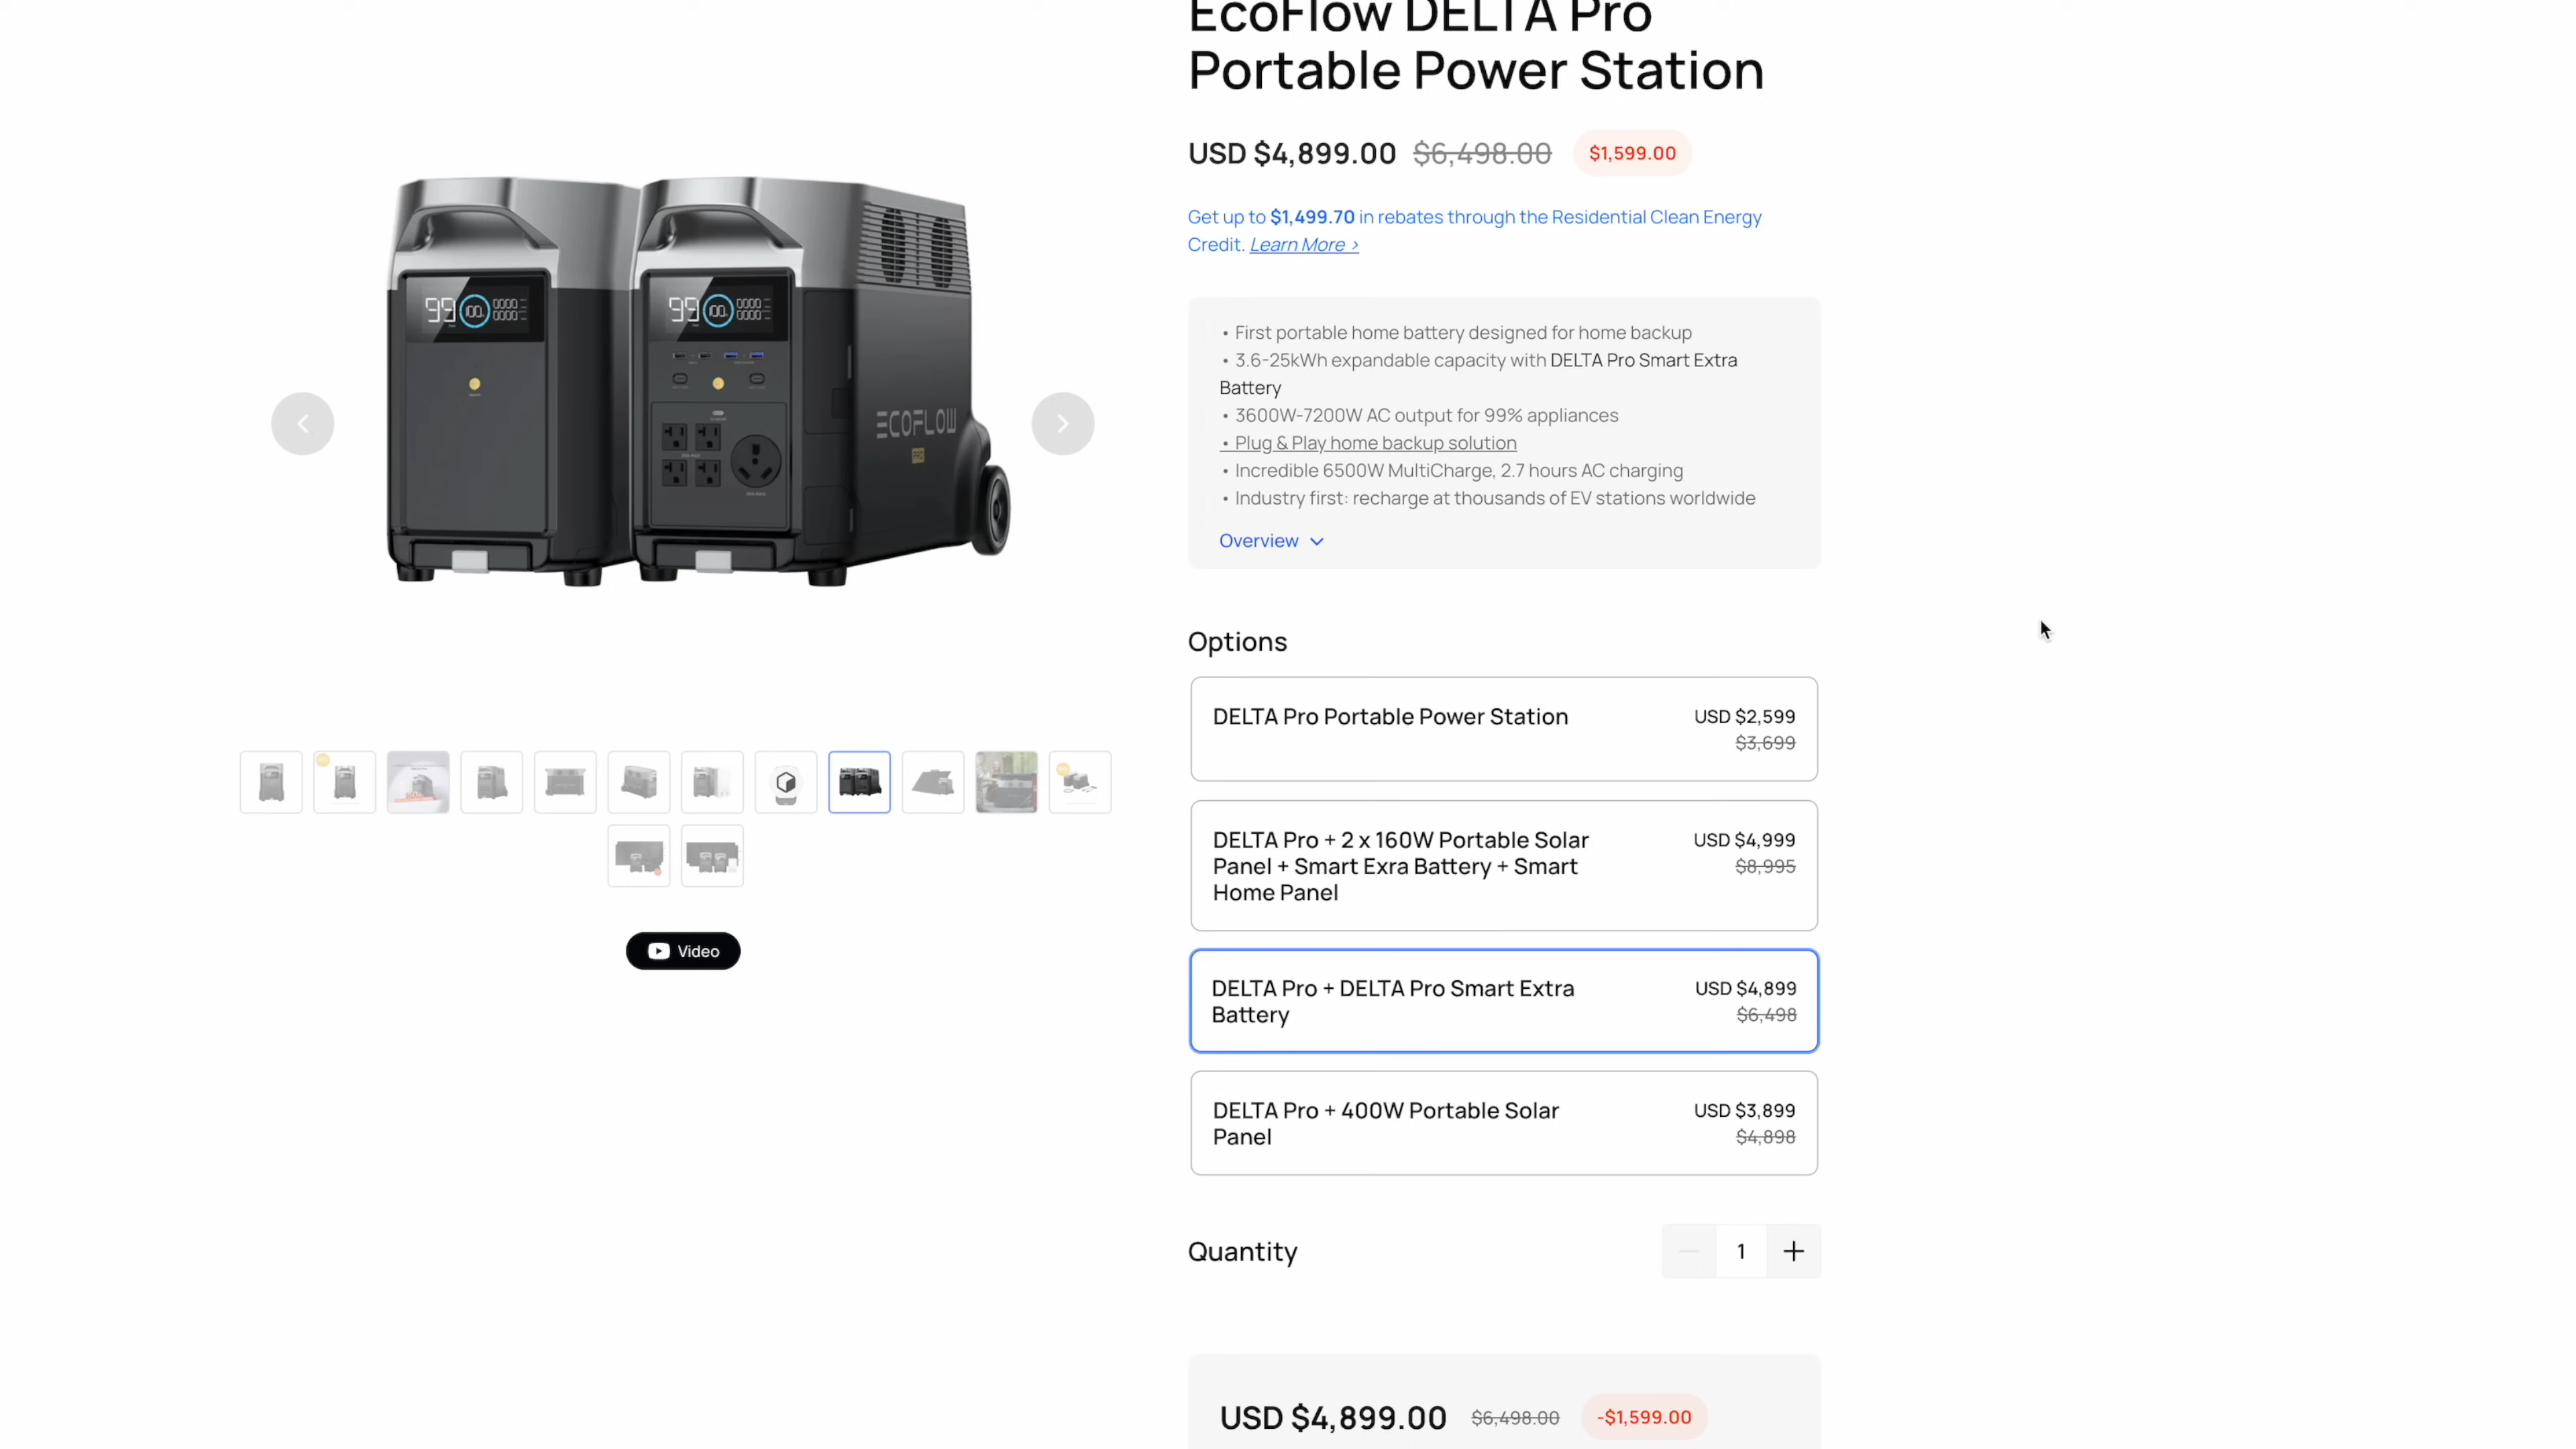 EcoFlow DELTA Pro
Portable Power Station
USD $4,899.00 $6,498.00 $1,599.00
Get up to $1,499.70 in rebates through the Residential Clean Energy
Credit. Learn More >
• First portable home battery designed for home backup
• 3.6-25kWh expandable capacity with DELTA Pro Smart Extra
Battery
• 3600W-7200W AC output for 99% appliances
• Plug & Play home backup solution
• Incredible 6500W MultiCharge, 2.7 hours AC charging
• Industry first: recharge at thousands of EV stations worldwide
Overview
99 100
99 100
ECOFLOW
Options
DELTA Pro Portable Power Station USD $2,599
$3,699
DELTA Pro + 2 x 160W Portable Solar USD $4,999
Panel + Smart Exra Battery + Smart $8,995
Home Panel
DELTA Pro + DELTA Pro Smart Extra USD $4,899
Battery $6,498
DELTA Pro + 400W Portable Solar USD $3,899
Panel $4,898
Video
Quantity 1
USD $4,899.00 $6,498.00 -$1,599.00